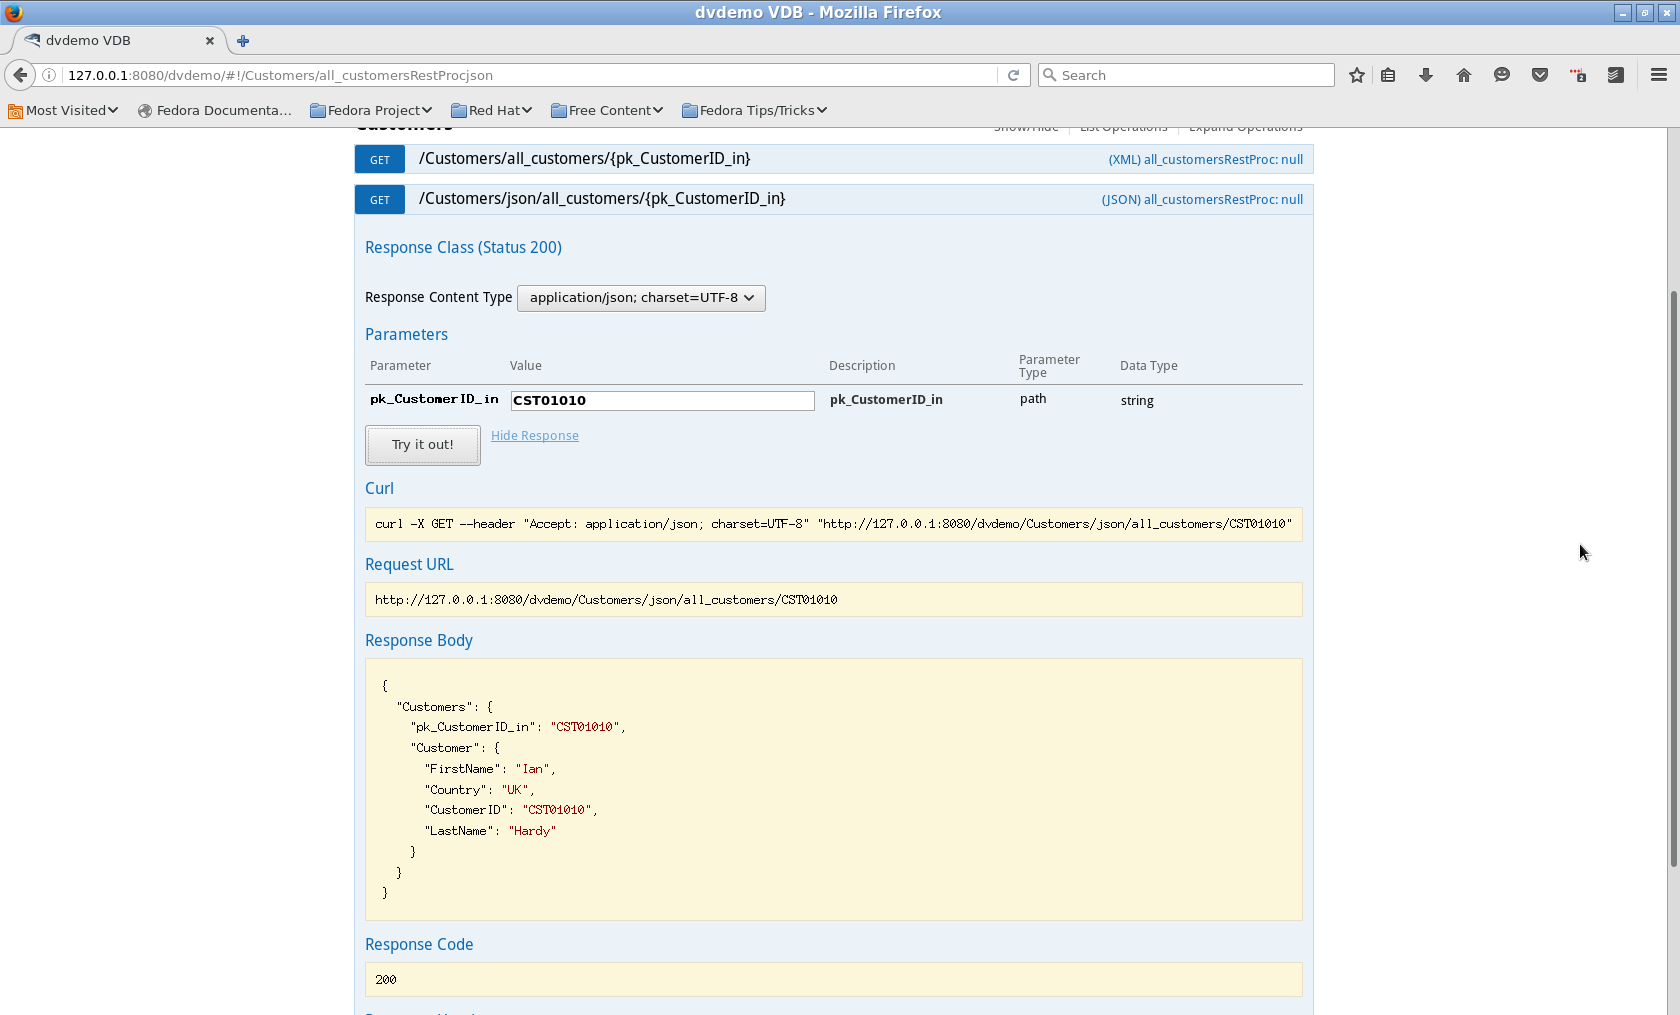 dvdemo VDB - Mozilla Firefox
dvdemo VDB
127.0.0.1:8080/dvdemo/#!/Customers/all_customersRestProcjson
Search
Most Visited Fedora Documenta... Fedora Project Red Hat Free Content Fedora Tips/Tricks
Customers Show/Hide List Operations Expand Operations
GET /Customers/all_customers/{pk_CustomerID_in} (XML) all_customersRestProc: null
GET /Customers/json/all_customers/{pk_CustomerID_in} (JSON) all_customersRestProc: null
Response Class (Status 200)
Response Content Type application/json; charset=UTF-8
Parameters
Parameter Value Description Parameter Type Data Type
pk_CustomerID_in CST01010 pk_CustomerID_in path string
Try it out! Hide Response
Curl
curl -X GET --header "Accept: application/json; charset=UTF-8" "http://127.0.0.1:8080/dvdemo/Customers/json/all_customers/CST01010"
Request URL
http://127.0.0.1:8080/dvdemo/Customers/json/all_customers/CST01010
Response Body
{
"Customers": {
"pk_CustomerID_in": "CST01010",
"Customer": {
"FirstName": "Ian",
"Country": "UK",
"CustomerID": "CST01010",
"LastName": "Hardy"
}
}
}
Response Code
200